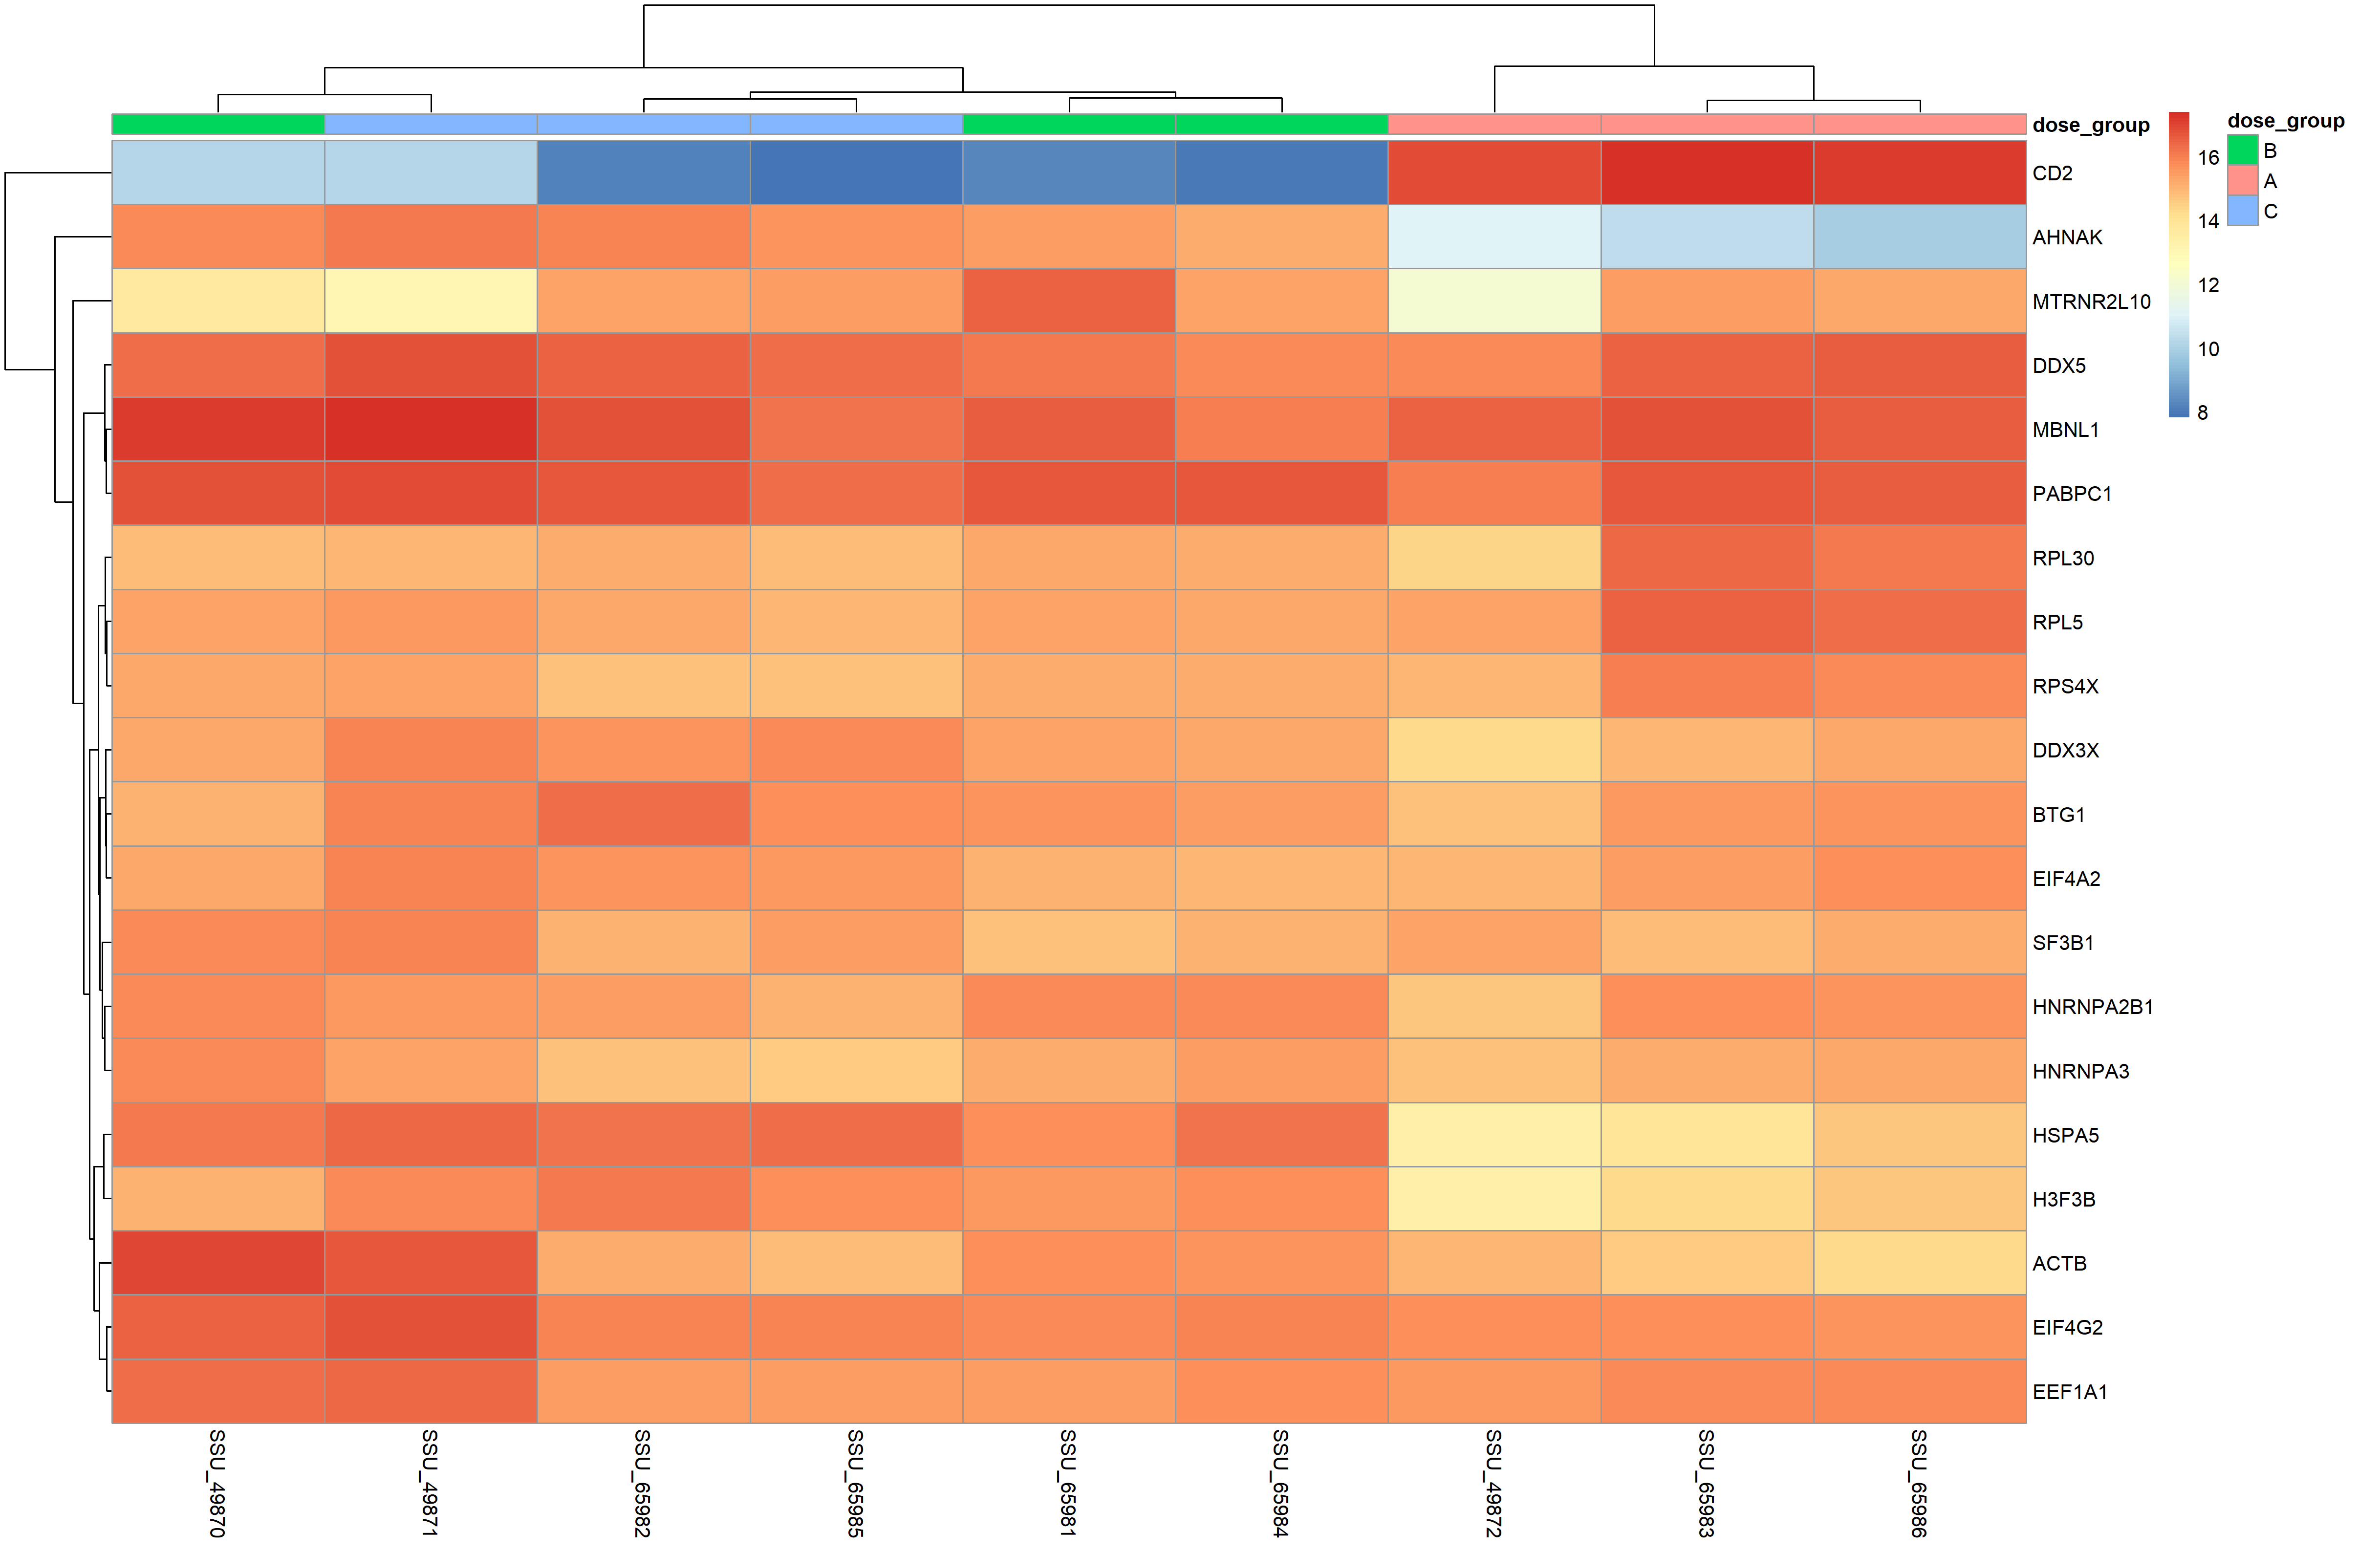 dose_group
dose_group
B
A
C
16
14
12
10
8
CD2
AHNAK
MTRNR2L10
DDX5
MBNL1
PABPC1
RPL30
RPL5
RPS4X
DDX3X
BTG1
EIF4A2
SF3B1
HNRNPA2B1
HNRNPA3
HSPA5
H3F3B
ACTB
EIF4G2
EEF1A1
SSU_49870
SSU_49871
SSU_65982
SSU_65985
SSU_65981
SSU_65984
SSU_49872
SSU_65983
SSU_65986